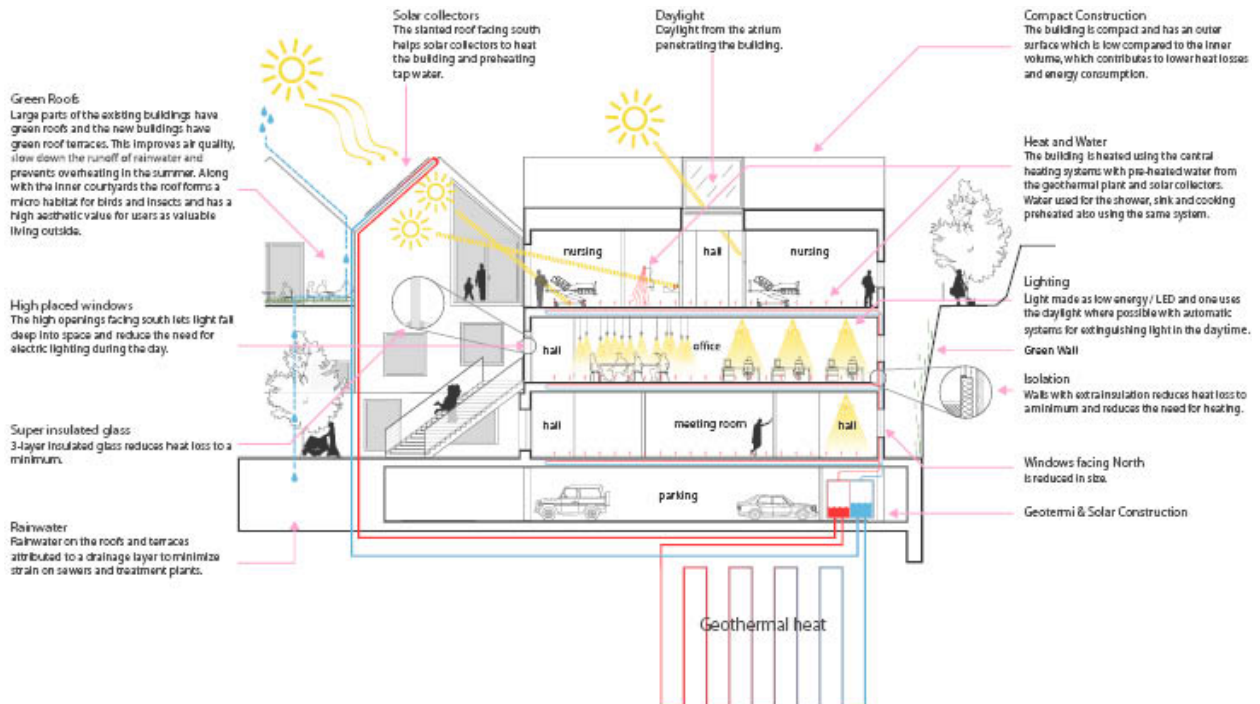 Solar collectors
The slanted roof facing south
helps solar collectors to heat
the building and preheating
tap water.
Daylight
Daylight from the atrium
penetrating the building.
Compact Construction
The building is compact and has an outer
surface which is low compared to the inner
volume, which contributes to lower heat losses
and energy consumption.
Green Roofs
Large parts of the existing buildings have
green roofs and the new buildings have
green roof terraces. This improves air quality,
slow down the runoff of rainwater and
prevents overheating in the summer. Along
with the inner courtyards the roof forms a
micro habitat for birds and insects and has a
high aesthetic value for users as valuable
living outside.
Heat and Water
The building is heated using the central
heating systems with pre-heated water from
the geothermal plant and solar collectors.
Water used for the shower, sink and cooking
preheated also using the same system.
nursing
hall
nursing
High placed windows
The high openings facing south lets light fall
deep into space and reduce the need for
electric lighting during the day.
Lighting
Light made as low energy / LED and one uses
the daylight where possible with automatic
systems for extinguishing light in the daytime.
Green Wall
hall
office
Isolation
Walls with extra insulation reduces heat loss to
a minimum and reduces the need for heating.
Super insulated glass
3-layer insulated glass reduces heat loss to a
minimum.
hall
meeting room
hall
Windows facing North
is reduced in size.
parking
Geotermi & Solar Construction
Rainwater
Rainwater on the roofs and terraces
attributed to a drainage layer to minimize
strain on sewers and treatment plants.
Geothermal heat